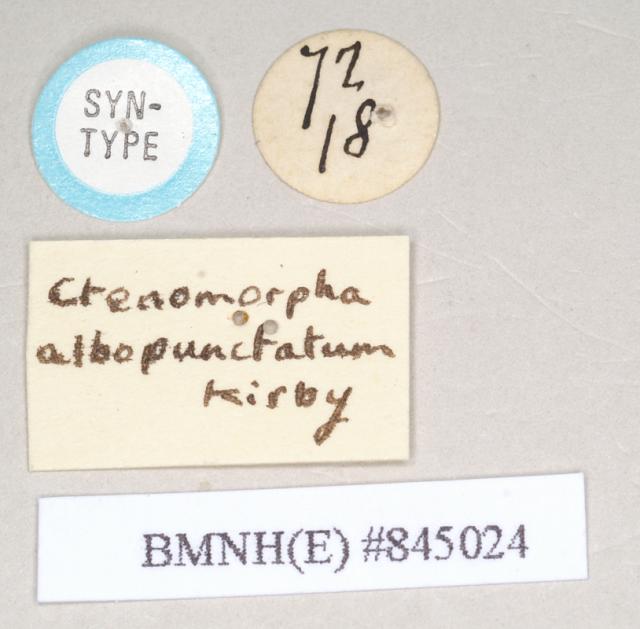 SYN-
TYPE
72
18
Ctenomorpha
albopunctatum
Kirby
BMNH(E) #845024